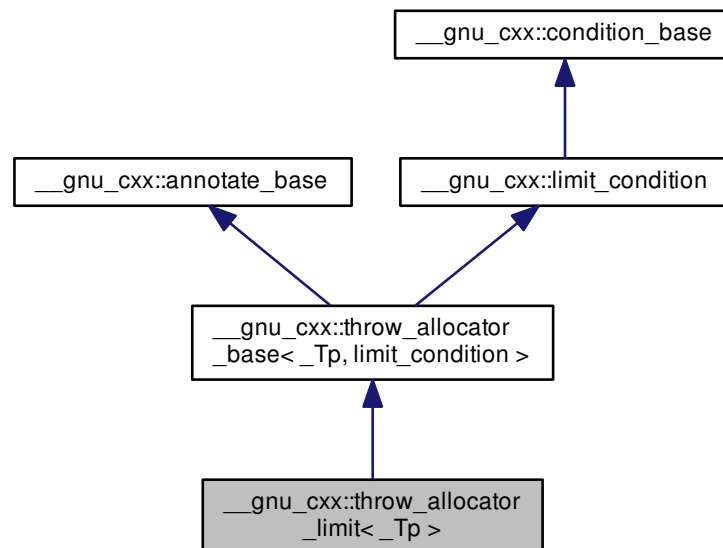 __gnu_cxx::condition_base
__gnu_cxx::annotate_base
__gnu_cxx::limit_condition
__gnu_cxx::throw_allocator
_base< _Tp, limit_condition >
__gnu_cxx::throw_allocator
_limit< _Tp >